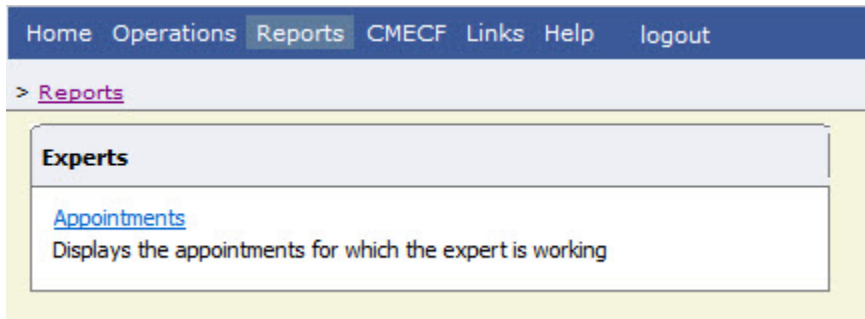 Home Operations Reports CMECF Links Help logout
> Reports
Experts
Appointments
Displays the appointments for which the expert is working